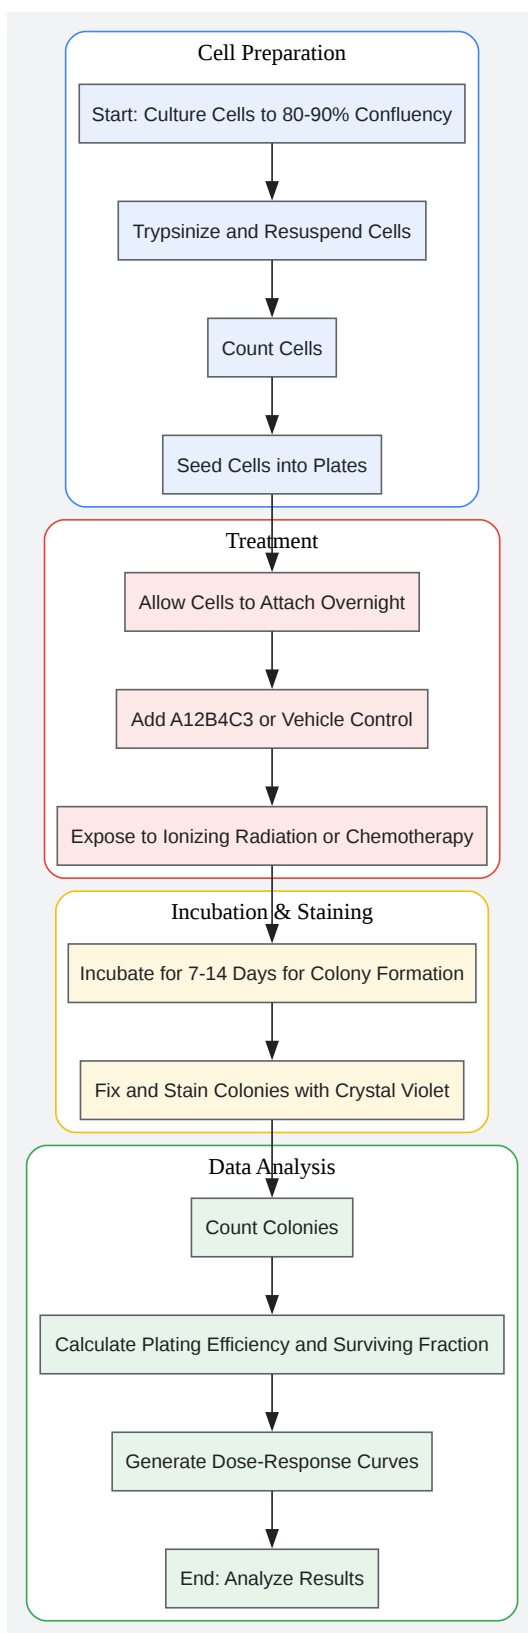 Cell Preparation
Start: Culture Cells to 80-90% Confluency
Trypsinize and Resuspend Cells
Count Cells
Seed Cells into Plates
Treatment
Allow Cells to Attach Overnight
Add A12B4C3 or Vehicle Control
Expose to Ionizing Radiation or Chemotherapy
Incubation & Staining
Incubate for 7-14 Days for Colony Formation
Fix and Stain Colonies with Crystal Violet
Data Analysis
Count Colonies
Calculate Plating Efficiency and Surviving Fraction
Generate Dose-Response Curves
End: Analyze Results